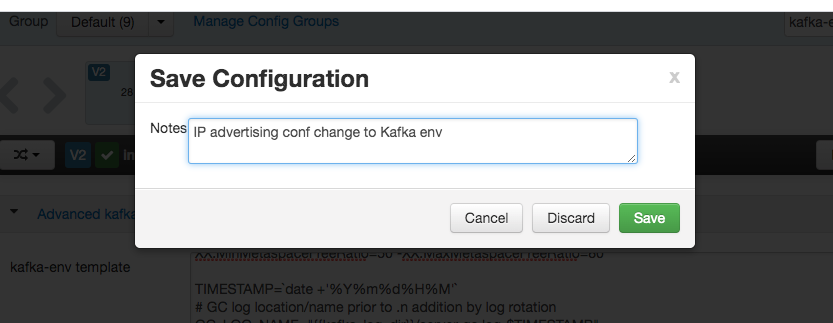 Group Default (9) Manage Config Groups kafka-e
V2
28
Save Configuration x
Notes IP advertising conf change to Kafka env
V2 In
Cancel Discard Save
Advanced kafka
XX:MinMetaspaceFreeRatio=50 -XX:MaxMetaspaceFreeRatio=80
kafka-env template
TIMESTAMP=`date +'%Y%m%d%H%M'`
# GC log location/name prior to .n addition by log rotation